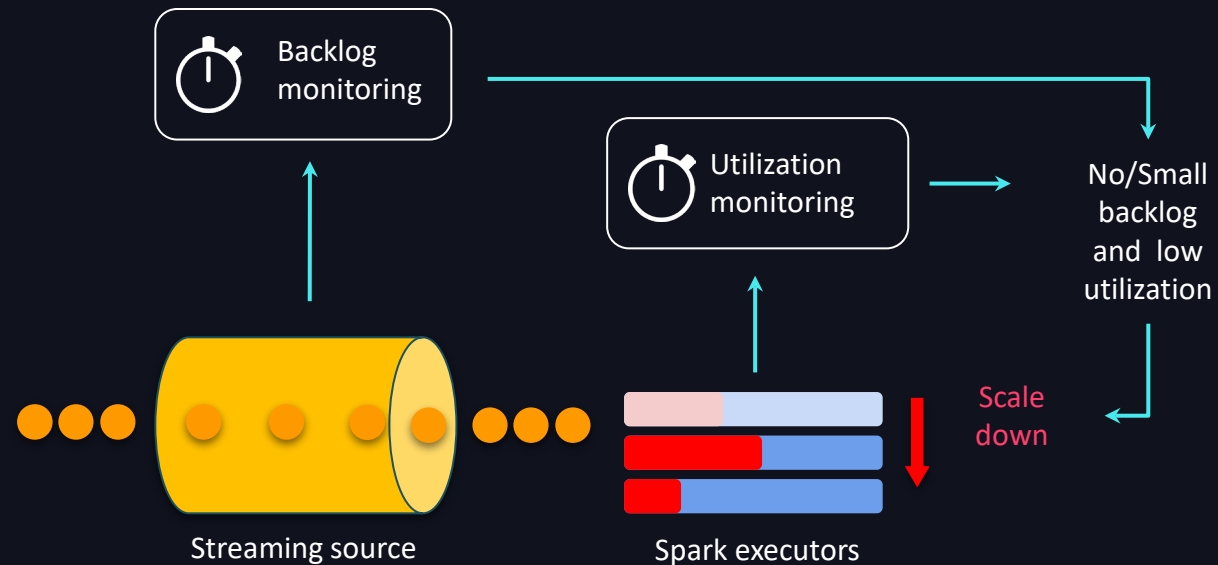 Backlog
monitoring
Utilization
monitoring
No/Small
backlog
and low
utilization
Scale
down
Streaming source
Spark executors